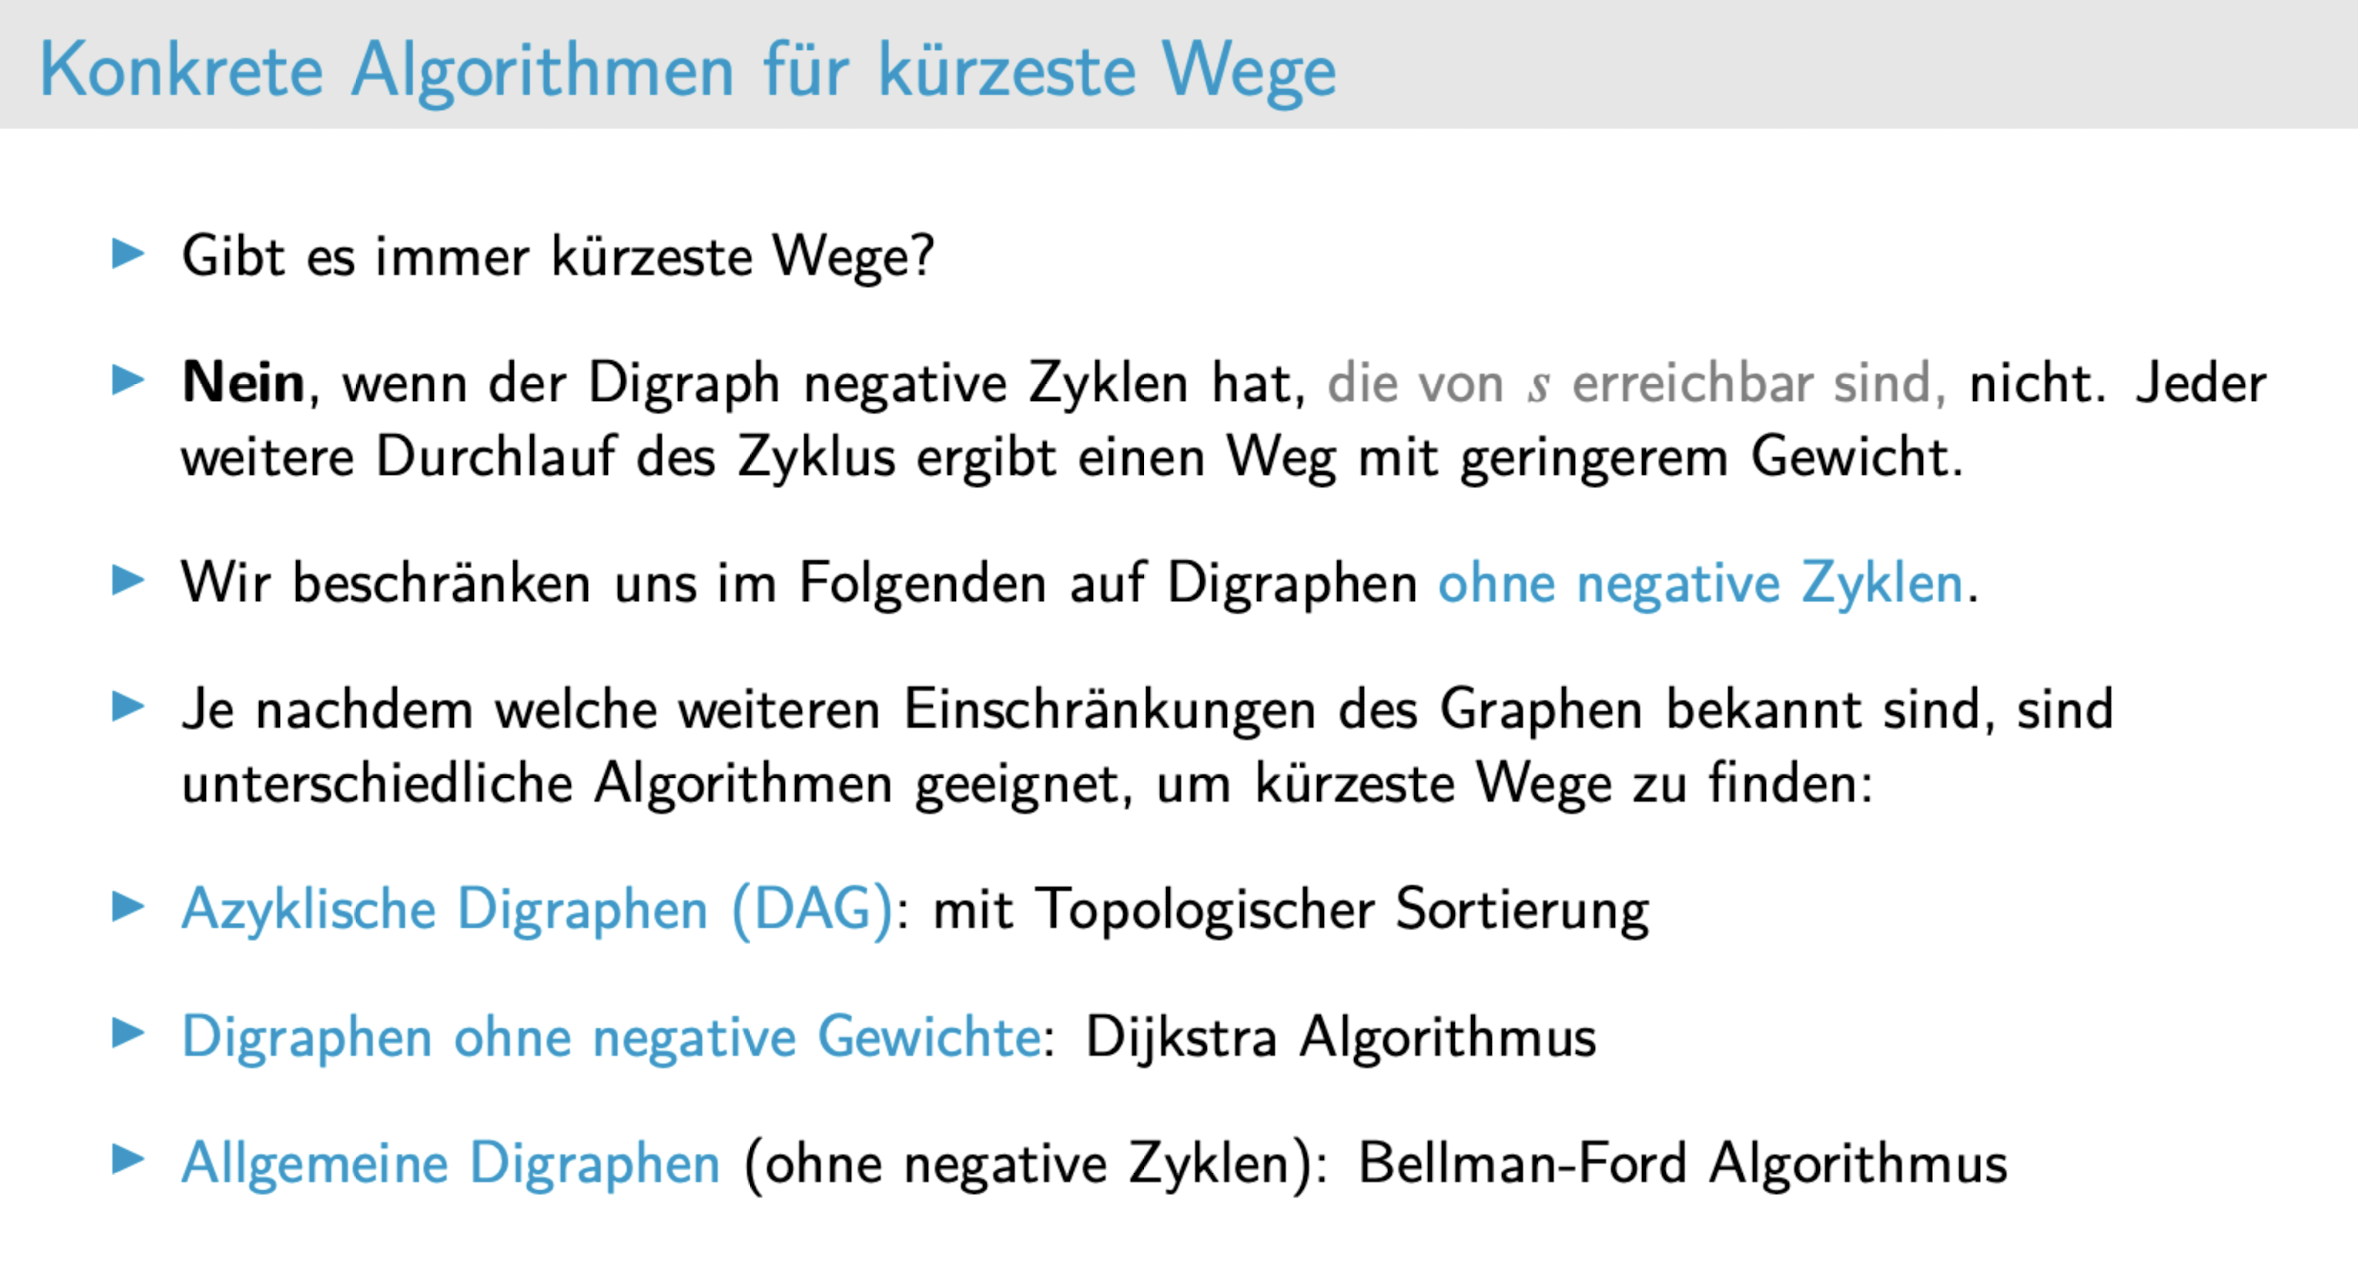 Konkrete Algorithmen für kürzeste Wege
▶ Gibt es immer kürzeste Wege?
▶ Nein, wenn der Digraph negative Zyklen hat, die von s erreichbar sind, nicht. Jeder
weitere Durchlauf des Zyklus ergibt einen Weg mit geringerem Gewicht.
▶ Wir beschränken uns im Folgenden auf Digraphen ohne negative Zyklen.
▶ Je nachdem welche weiteren Einschränkungen des Graphen bekannt sind, sind
unterschiedliche Algorithmen geeignet, um kürzeste Wege zu finden:
▶ Azyklische Digraphen (DAG): mit Topologischer Sortierung
▶ Digraphen ohne negative Gewichte: Dijkstra Algorithmus
▶ Allgemeine Digraphen (ohne negative Zyklen): Bellman-Ford Algorithmus